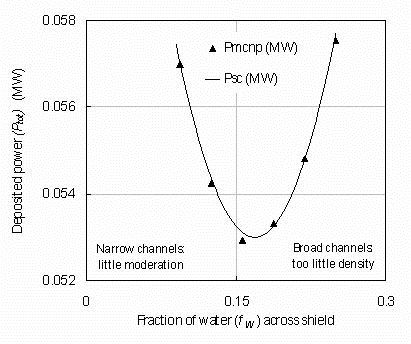 0.058
▲ Pmcnp (MW)
— Psc (MW)
0.056
Deposited power (Ptot) (MW)
0.054
Narrow channels:
little moderation
Broad channels
too little density
0.052
0
0.15
0.3
Fraction of water (fW) across shield